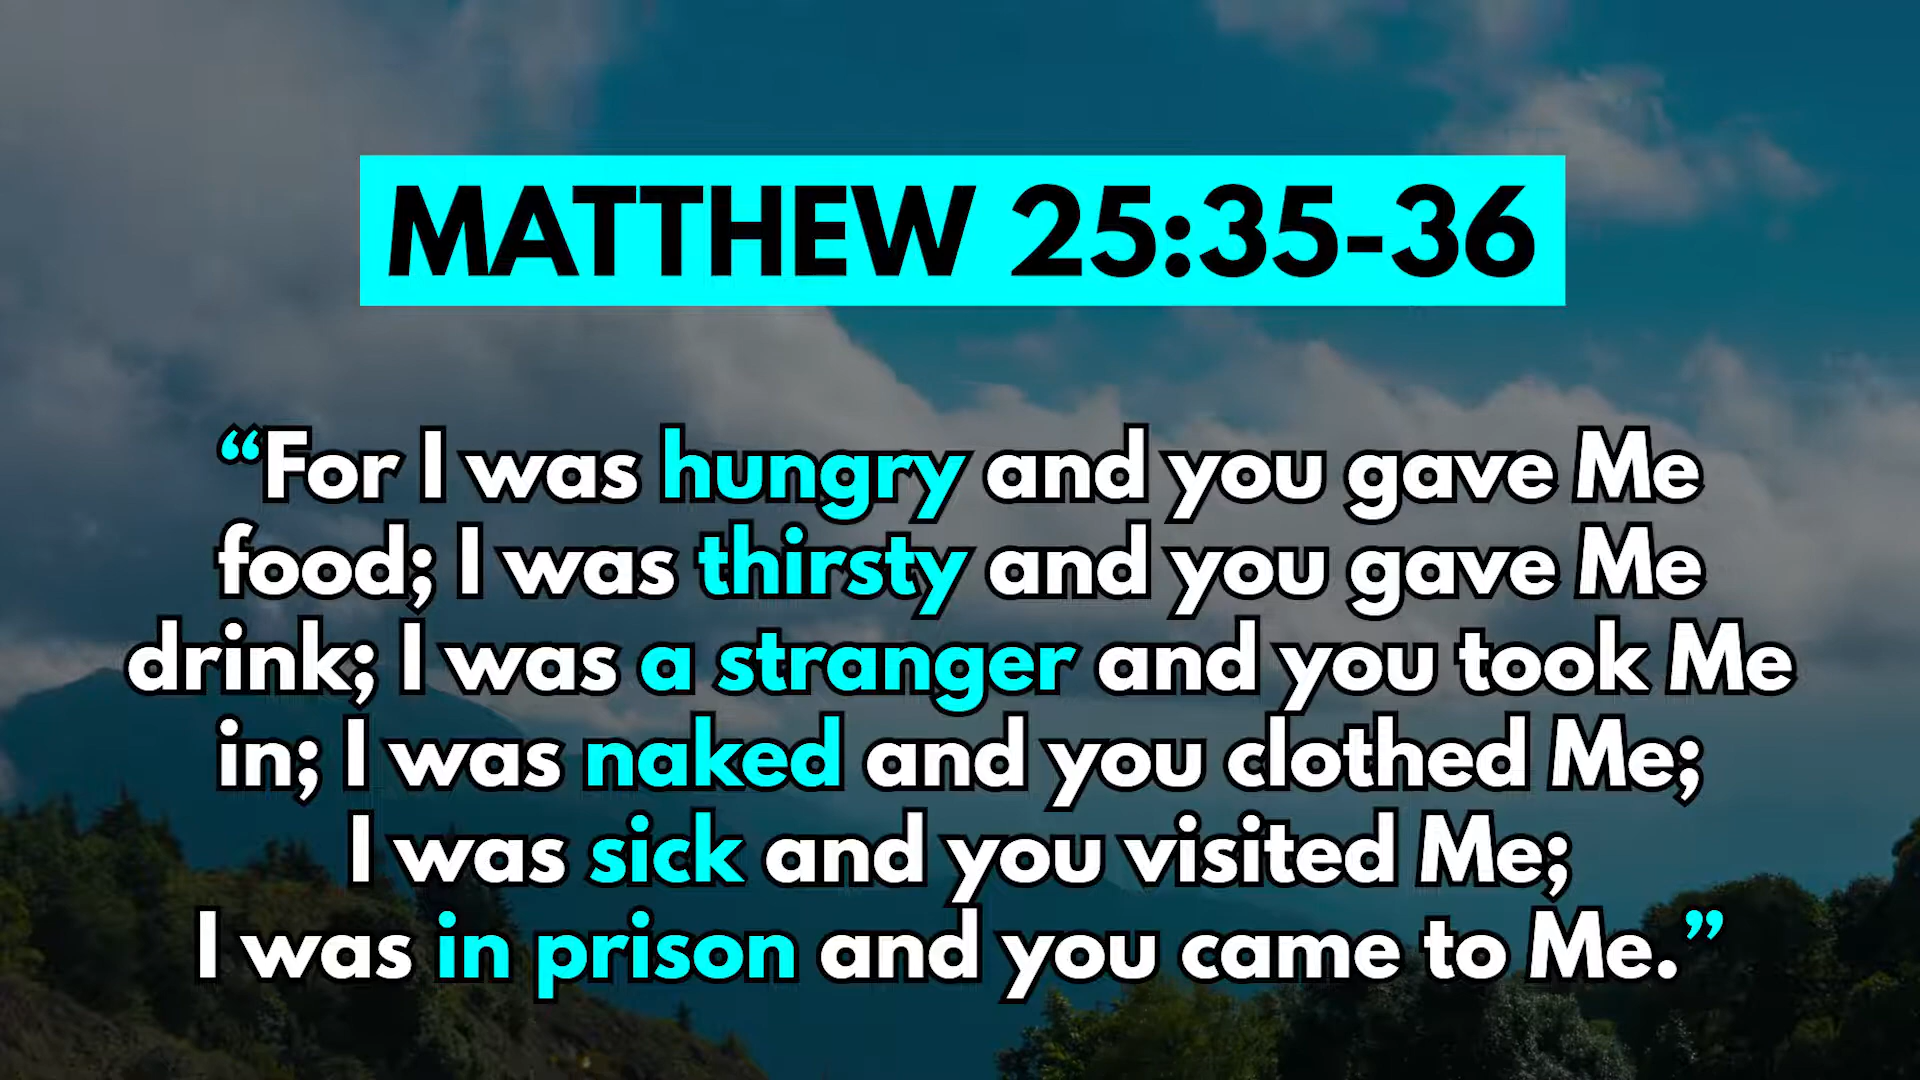 MATTHEW 25:35-36
“For I was hungry and you gave Me
food; I was thirsty and you gave Me
drink; I was a stranger and you took Me
in; I was naked and you clothed Me;
I was sick and you visited Me;
I was in prison and you came to Me.”